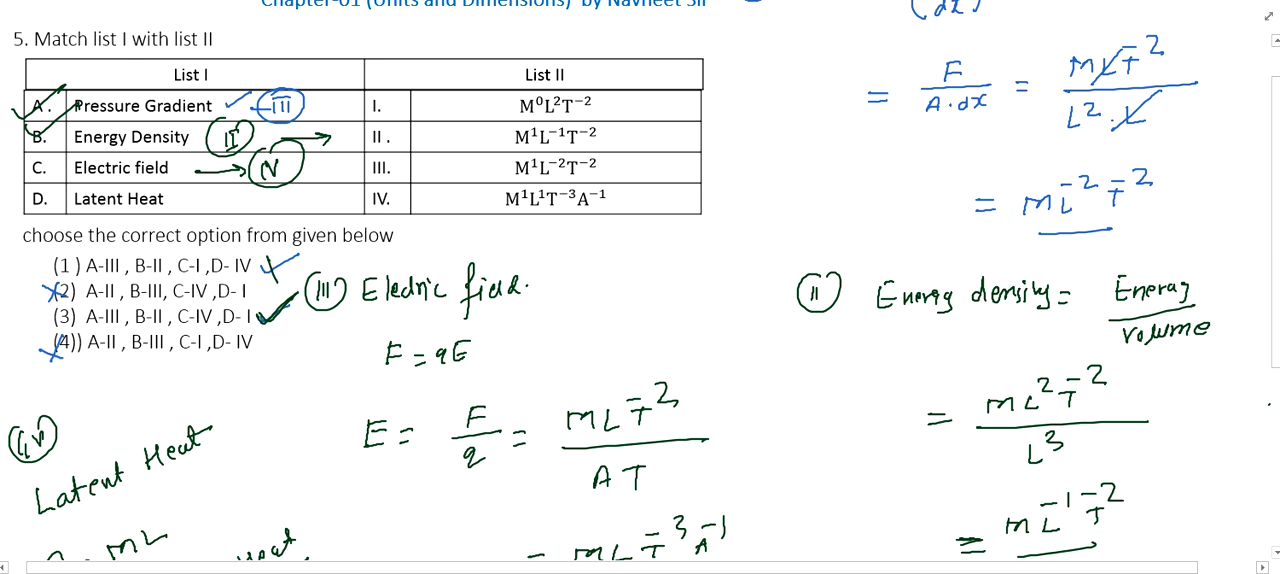 Chapter-01 (Units and Dimensions) by Navneet Sir
5. Match list I with list II
List I List II
A. Pressure Gradient III I. M⁰L²T⁻²
B. Energy Density II II. M¹L⁻¹T⁻²
C. Electric field → IV III. M¹L⁻²T⁻²
D. Latent Heat IV. M¹L¹T⁻³A⁻¹
choose the correct option from given below
(1) A-III , B-II , C-I ,D- IV
(2) A-II , B-III, C-IV ,D- I
(3) A-III , B-II , C-IV ,D- I
(4)) A-II , B-III , C-I ,D- IV
= F / A·dx = MLT⁻² / L²·L
= ML⁻²T⁻²
(II) Energy density = Energy / Volume
= ML²T⁻² / L³
= ML⁻¹T⁻²
(III) Electric field.
F = qE
E = F / q = MLT⁻² / AT
= MLT⁻³A⁻¹
(iv)
Latent Heat
mL